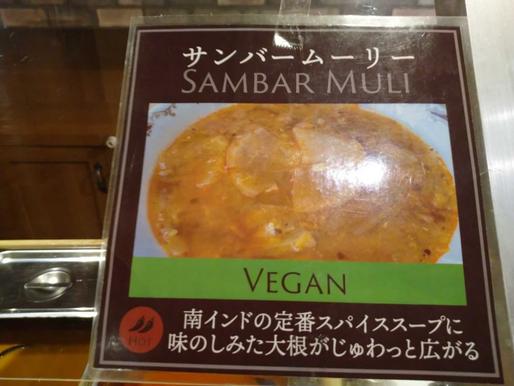 サンバームーリー
SAMBAR MULI
VEGAN
HOT
南インドの定番スパイススープに
味のしみた大根がじゅわっと広がる